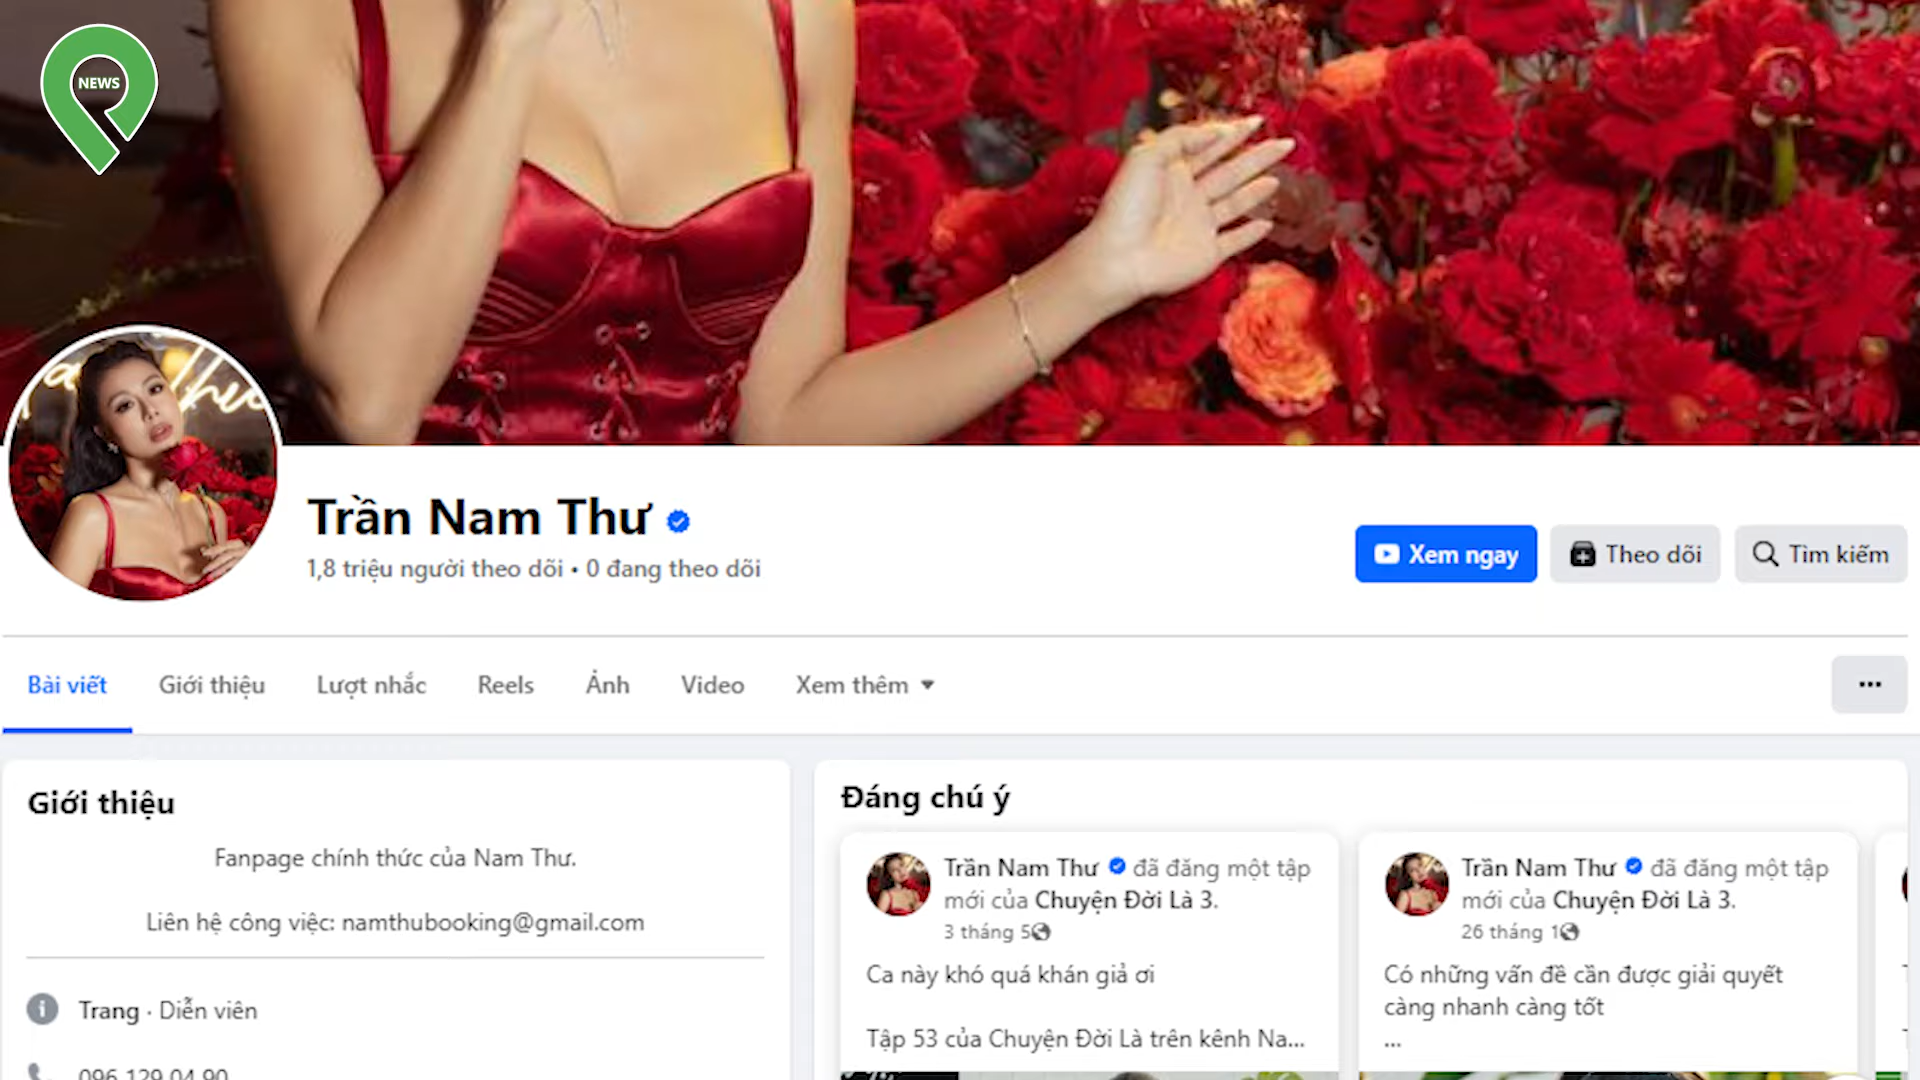 NEWS
Trần Nam Thư
1,8 triệu người theo dõi • 0 đang theo dõi
Xem ngay
Theo dõi
Tìm kiếm
Bài viết
Giới thiệu
Lượt nhắc
Reels
Ảnh
Video
Xem thêm
Giới thiệu
Fanpage chính thức của Nam Thư.
Liên hệ công việc: namthubooking@gmail.com
Trang · Diễn viên
096 129 04 90
Đáng chú ý
Trần Nam Thư đã đăng một tập
mới của Chuyện Đời Là 3.
3 tháng 5
Ca này khó quá khán giả ơi
Tập 53 của Chuyện Đời Là trên kênh Na...
Trần Nam Thư đã đăng một tập
mới của Chuyện Đời Là 3.
26 tháng 1
Có những vấn đề cần được giải quyết
càng nhanh càng tốt
...